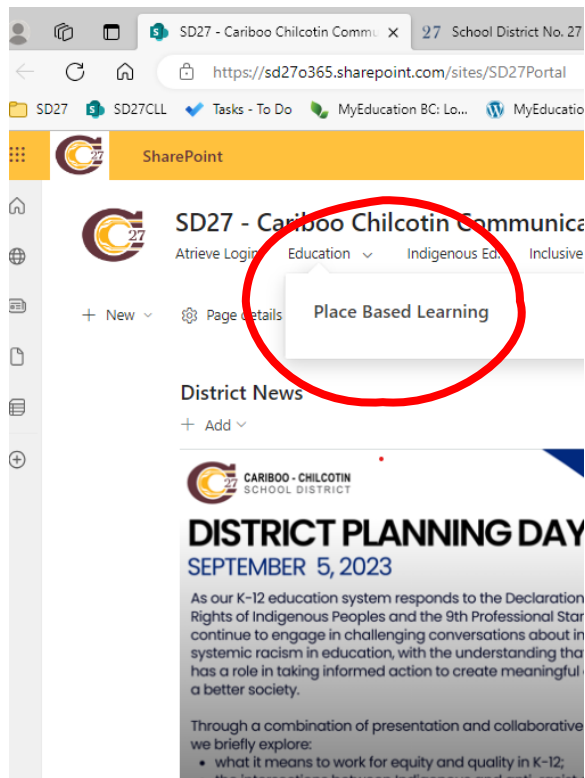 SD27 - Cariboo Chilcotin Commu
27 School District No. 27
https://sd27o365.sharepoint.com/sites/SD27Portal
SD27 SD27CLL Tasks - To Do MyEducation BC: Lo... MyEducatio
27 SharePoint
27
SD27 - Cariboo Chilcotin Communica
Atrieve Login Education Indigenous Ed. Inclusive
+ New Page details
Place Based Learning
District News
+ Add
27 CARIBOO - CHILCOTIN
SCHOOL DISTRICT
DISTRICT PLANNING DAY
SEPTEMBER 5, 2023
As our K-12 education system responds to the Declaration
Rights of Indigenous Peoples and the 9th Professional Stan
continue to engage in challenging conversations about in
systemic racism in education, with the understanding tha
has a role in taking informed action to create meaningful
a better society.
Through a combination of presentation and collaborative
we briefly explore:
• what it means to work for equity and quality in K-12;